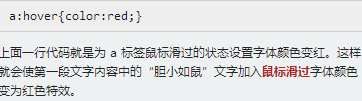 a:hover{color:red;}
上面一行代码就是为 a 标签鼠标滑过的状态设置字体颜色变红。这样
就会使第一段文字内容中的“胆小如鼠”文字加入鼠标滑过字体颜色
变为红色特效。